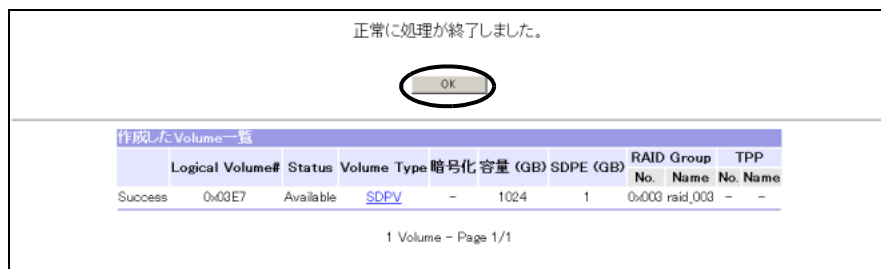 正常に処理が終了しました。
OK
作成したVolume一覧
Logical Volume# Status Volume Type 暗号化 容量 (GB) SDPE (GB) RAID Group TPP
No. Name No. Name
Success 0x03E7 Available SDPV － 1024 1 0x003 raid_003 － －
1 Volume − Page 1/1